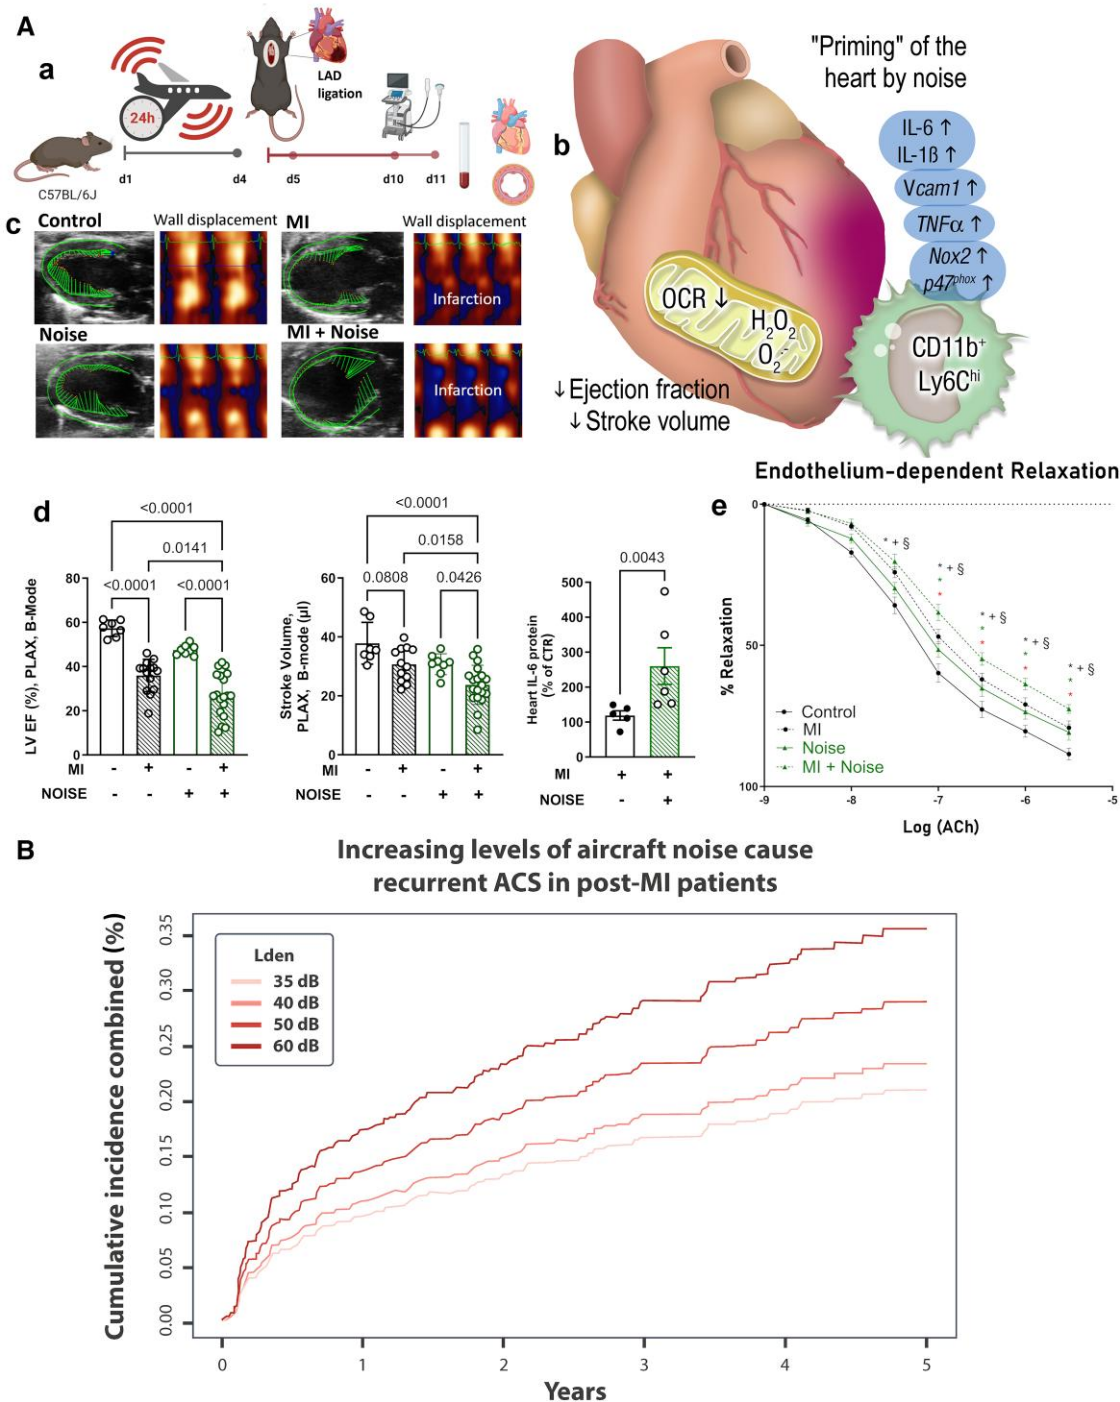 A
a
24h
LAD
ligation
C57BL/6J
d1
d4
d5
d10
d11
b
"Priming" of the
heart by noise
IL-6 ↑
IL-1ß ↑
Vcam1 ↑
TNFα ↑
Nox2 ↑
p47phox ↑
OCR ↓
H2O2
O2·-
CD11b+
Ly6Chi
↓ Ejection fraction
↓ Stroke volume
c
Control
Wall displacement
MI
Wall displacement
Infarction
Noise
MI + Noise
Infarction
d
<0.0001
0.0141
<0.0001
<0.0001
LV EF (%), PLAX, B-Mode
80
60
40
20
0
MI - + - +
NOISE - - + +
<0.0001
0.0158
0.0808
0.0426
Stroke Volume,
PLAX, B-mode (µl)
60
40
20
0
MI - + - +
NOISE - - + +
0.0043
Heart IL-6 protein
(% of CTR)
500
400
300
200
100
0
MI + +
NOISE - +
Endothelium-dependent Relaxation
e
% Relaxation
0
50
100
* + §
* + §
* + §
* + §
* + §
Control
MI
Noise
MI + Noise
-9 -8 -7 -6 -5
Log (ACh)
B
Increasing levels of aircraft noise cause
recurrent ACS in post-MI patients
Cumulative incidence combined (%)
0.35
0.30
0.25
0.20
0.15
0.10
0.05
0.00
Lden
35 dB
40 dB
50 dB
60 dB
0 1 2 3 4 5
Years